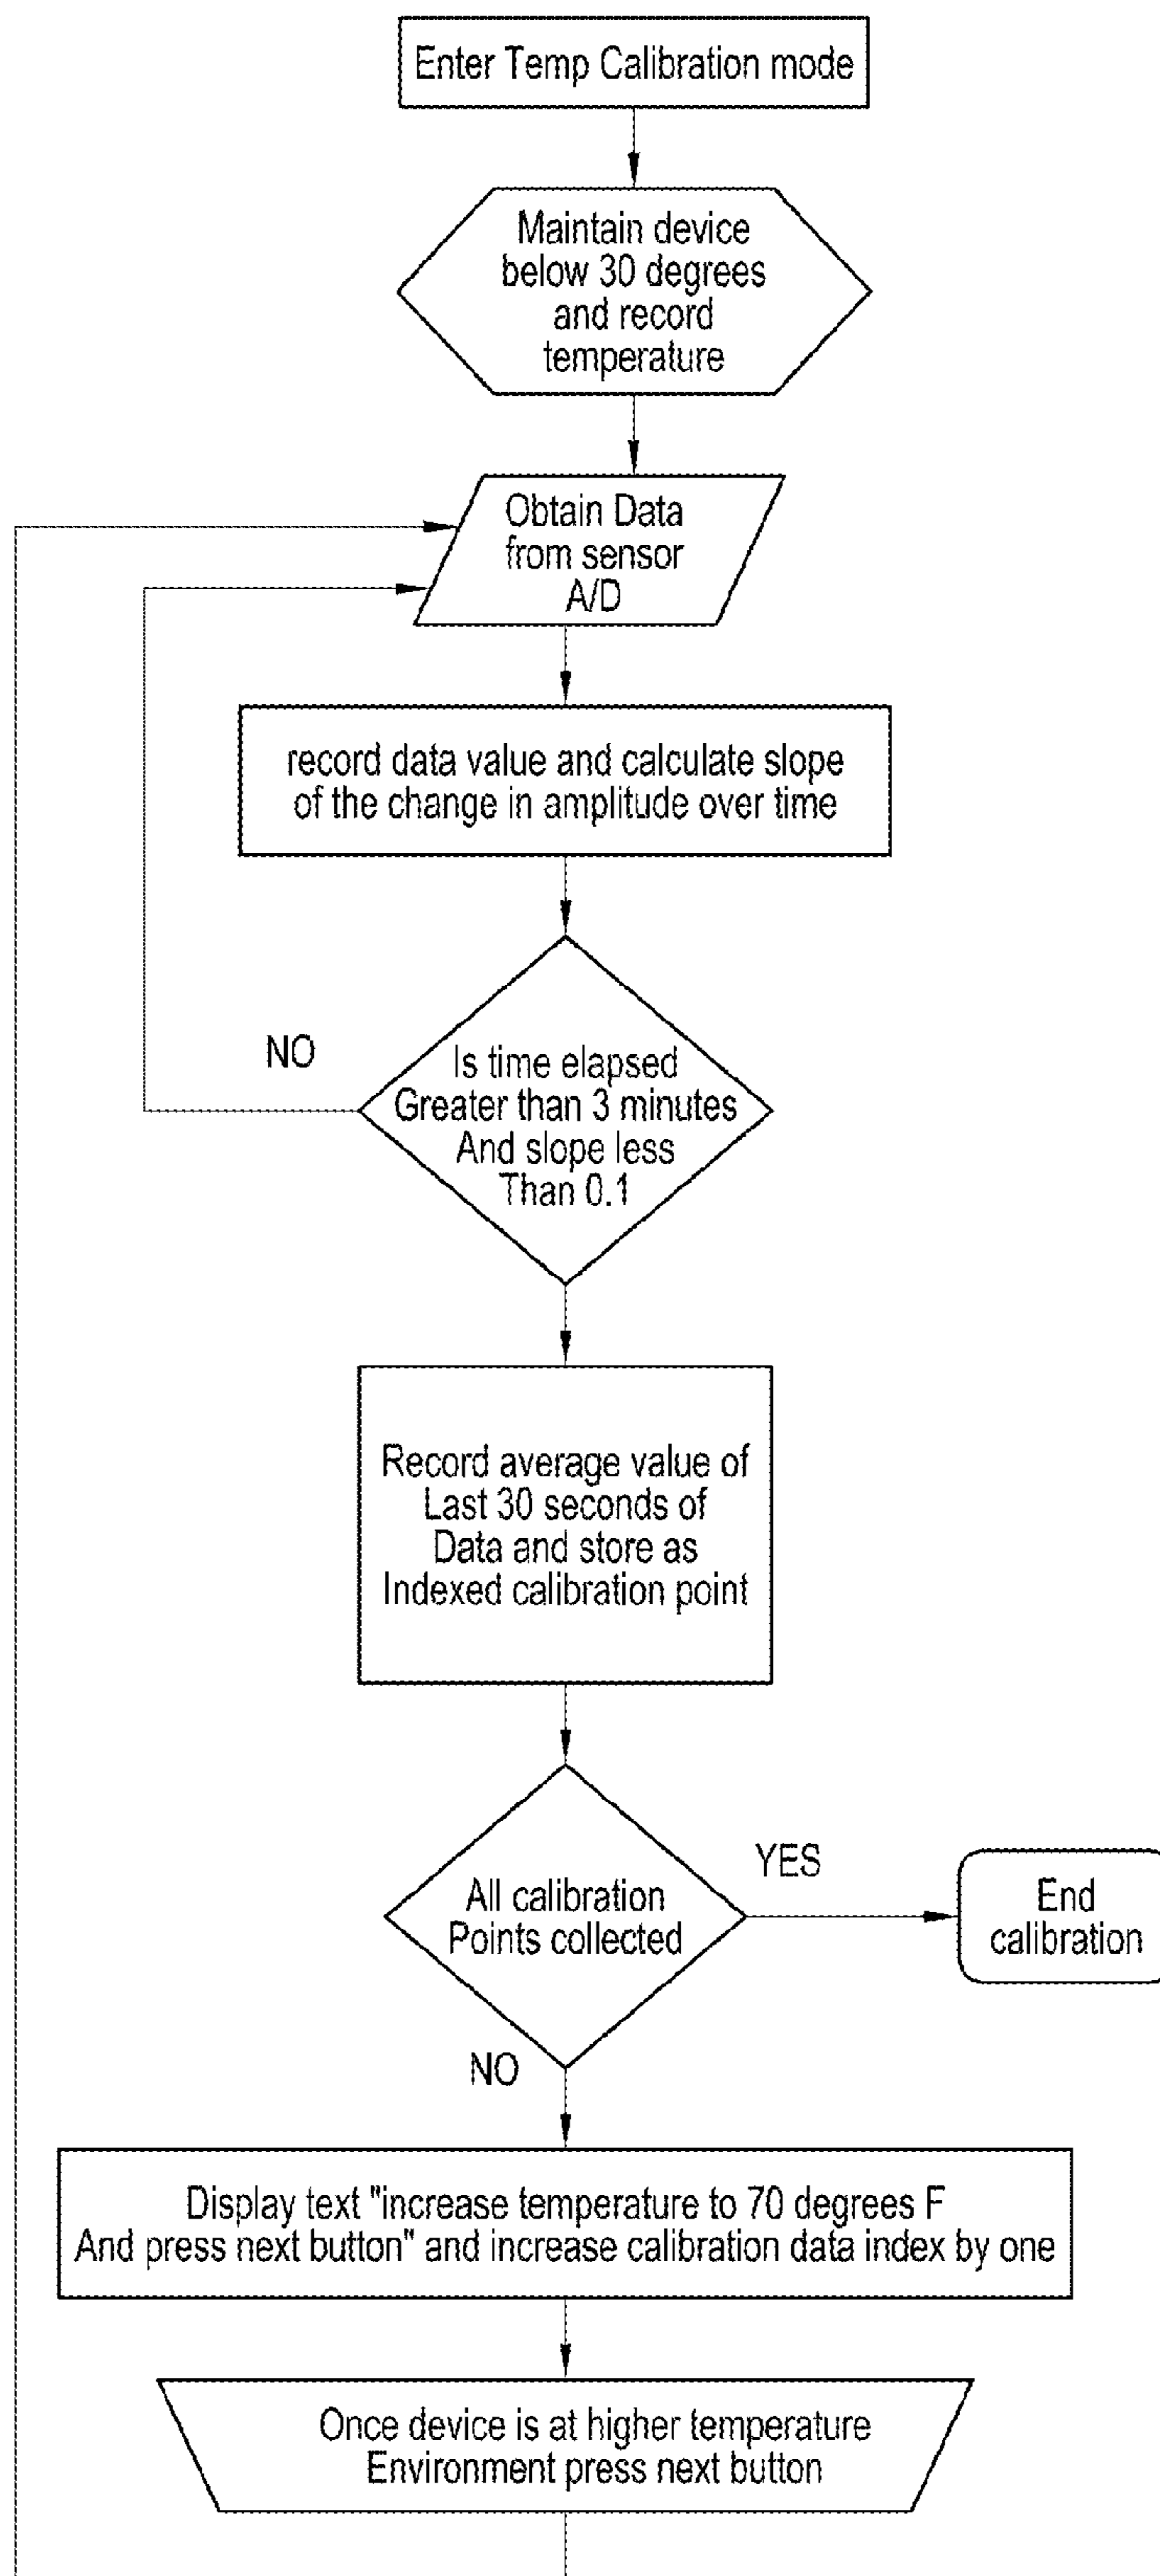 Enter Temp Calibration mode
Maintain device
below 30 degrees
and record
temperature
Obtain Data
from sensor
A/D
record data value and calculate slope
of the change in amplitude over time
NO
Is time elapsed
Greater than 3 minutes
And slope less
Than 0.1
Record average value of
Last 30 seconds of
Data and store as
Indexed calibration point
All calibration
Points collected
YES
End
calibration
NO
Display text "increase temperature to 70 degrees F
And press next button" and increase calibration data index by one
Once device is at higher temperature
Environment press next button